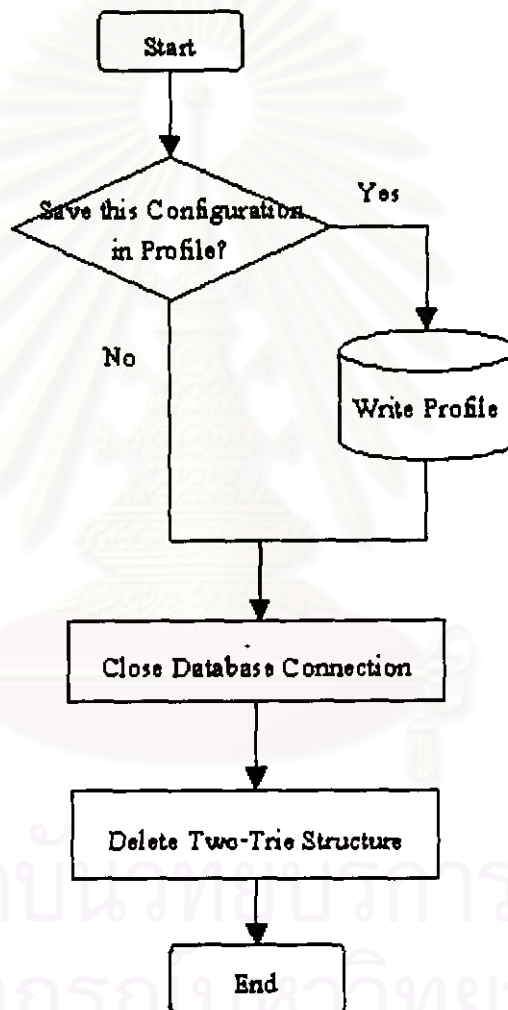 Start
Save this Configuration
in Profile?
Yes
No
Write Profile
Close Database Connection
Delete Two-Trie Structure
End